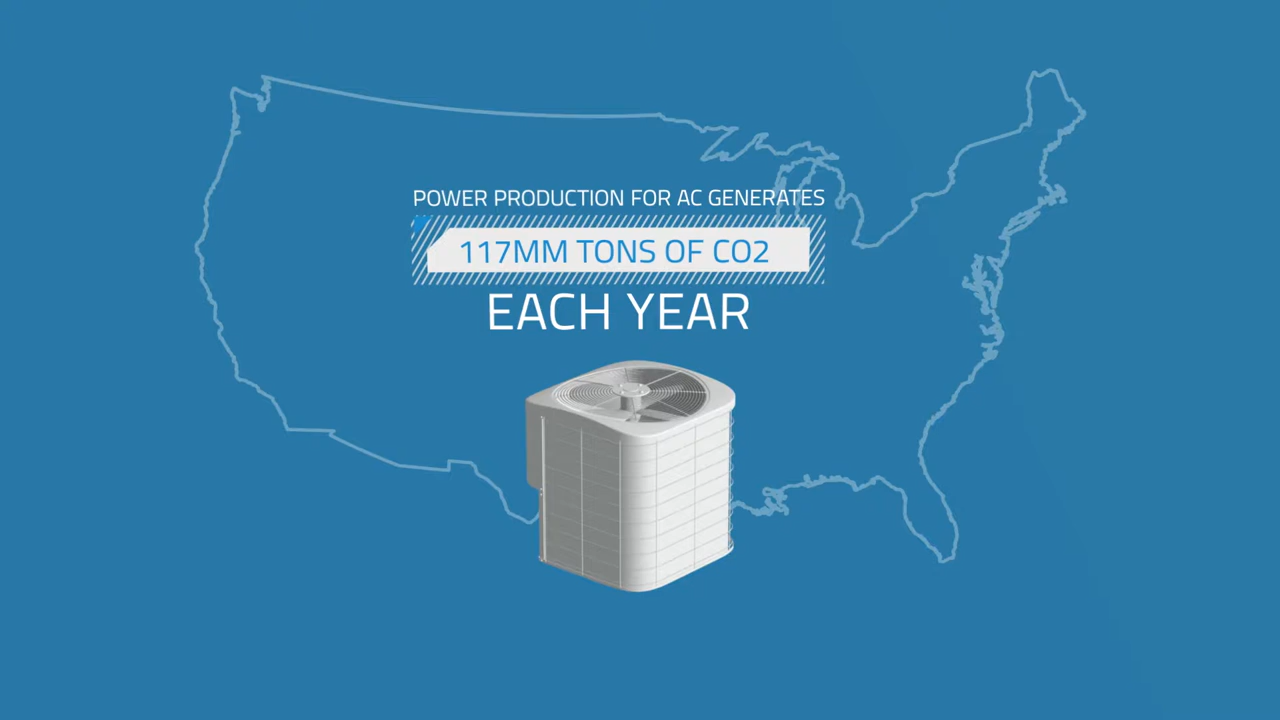 POWER PRODUCTION FOR AC GENERATES
117MM TONS OF CO2
EACH YEAR